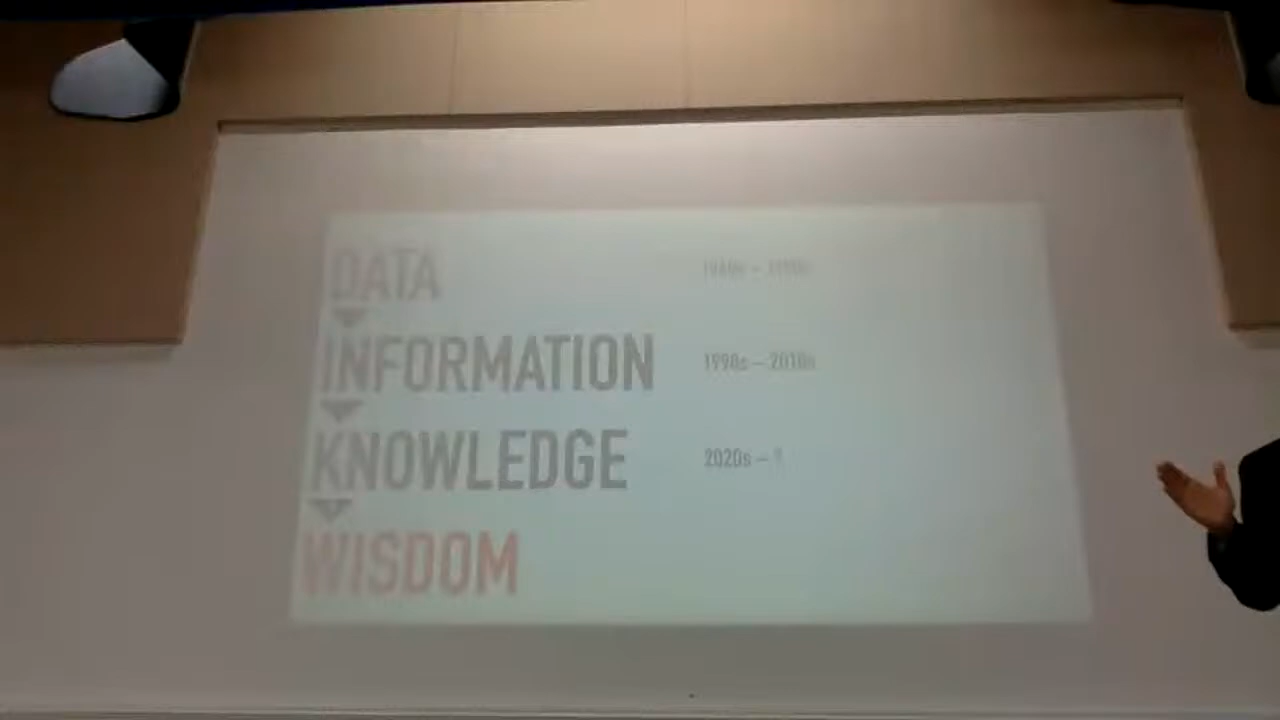 DATA
INFORMATION 1990s – 2010s
KNOWLEDGE 2020s – ?
WISDOM